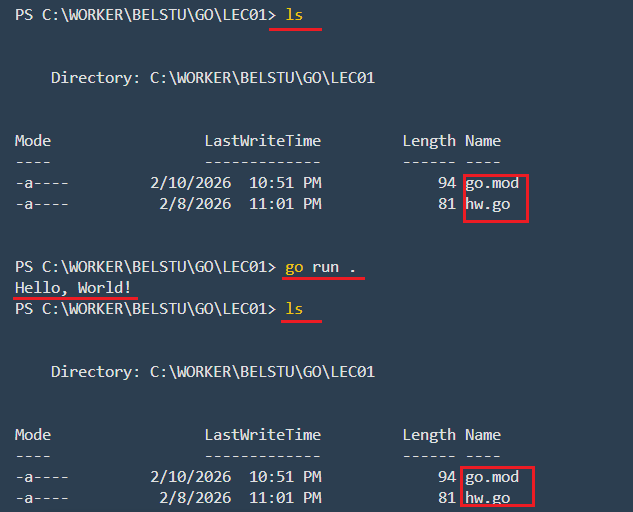 PS C:\WORKER\BELSTU\GO\LEC01> ls
Directory: C:\WORKER\BELSTU\GO\LEC01
Mode LastWriteTime Length Name
---- ------------- ------ ----
-a---- 2/10/2026 10:51 PM 94 go.mod
-a---- 2/8/2026 11:01 PM 81 hw.go
PS C:\WORKER\BELSTU\GO\LEC01> go run .
Hello, World!
PS C:\WORKER\BELSTU\GO\LEC01> ls
Directory: C:\WORKER\BELSTU\GO\LEC01
Mode LastWriteTime Length Name
---- ------------- ------ ----
-a---- 2/10/2026 10:51 PM 94 go.mod
-a---- 2/8/2026 11:01 PM 81 hw.go